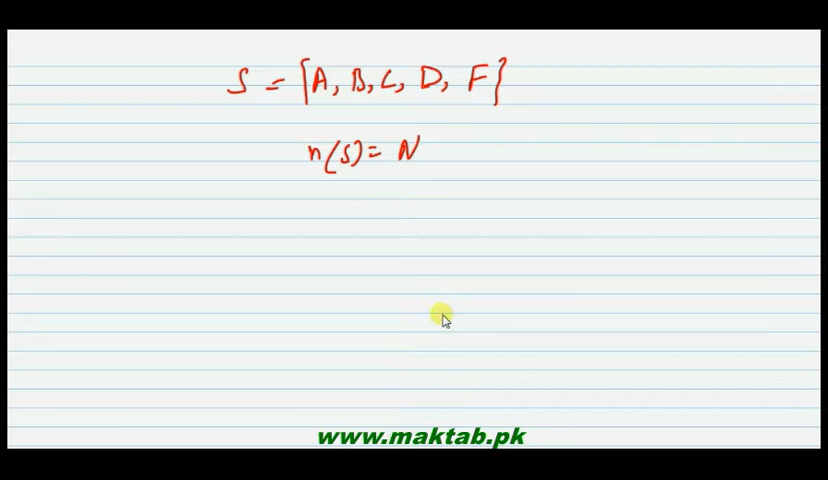 S = {A, B, C, D, F}
n(S) = N
www.maktab.pk